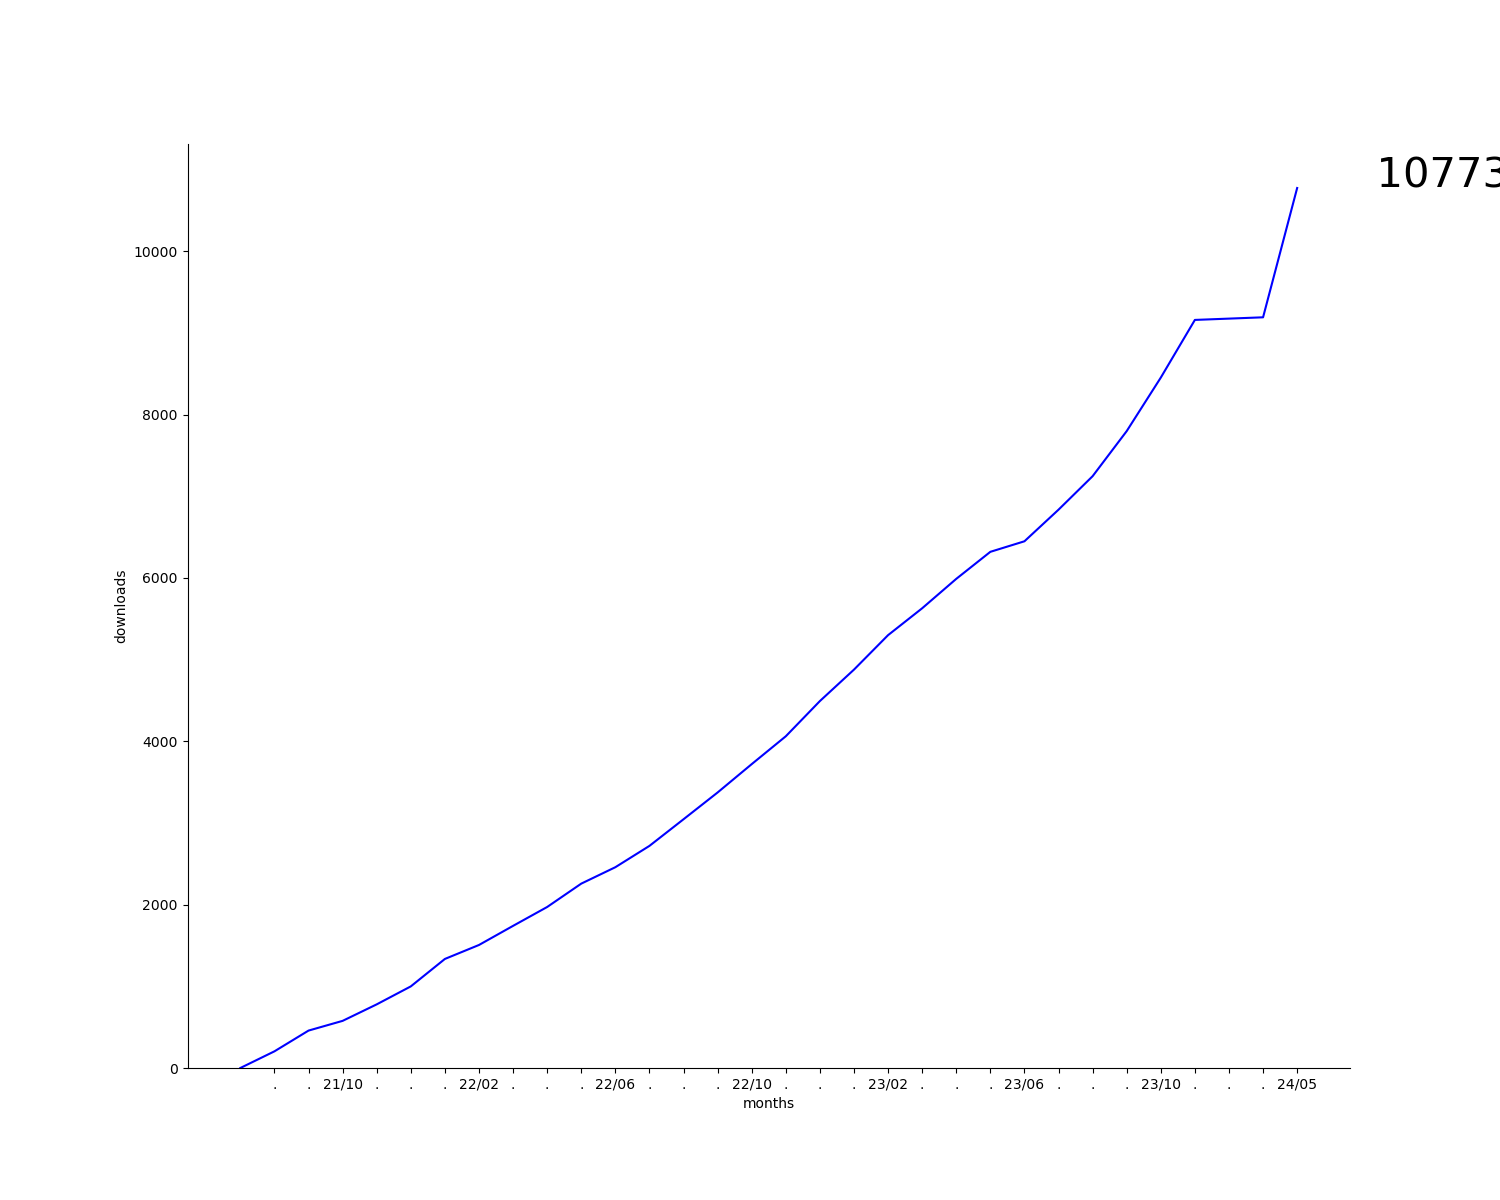 10773
10000
8000
6000
4000
2000
0
downloads
. . 21/10 . . . 22/02 . . . 22/06 . . . 22/10 . . . 23/02 . . . 23/06 . . . 23/10 . . . 24/05
months